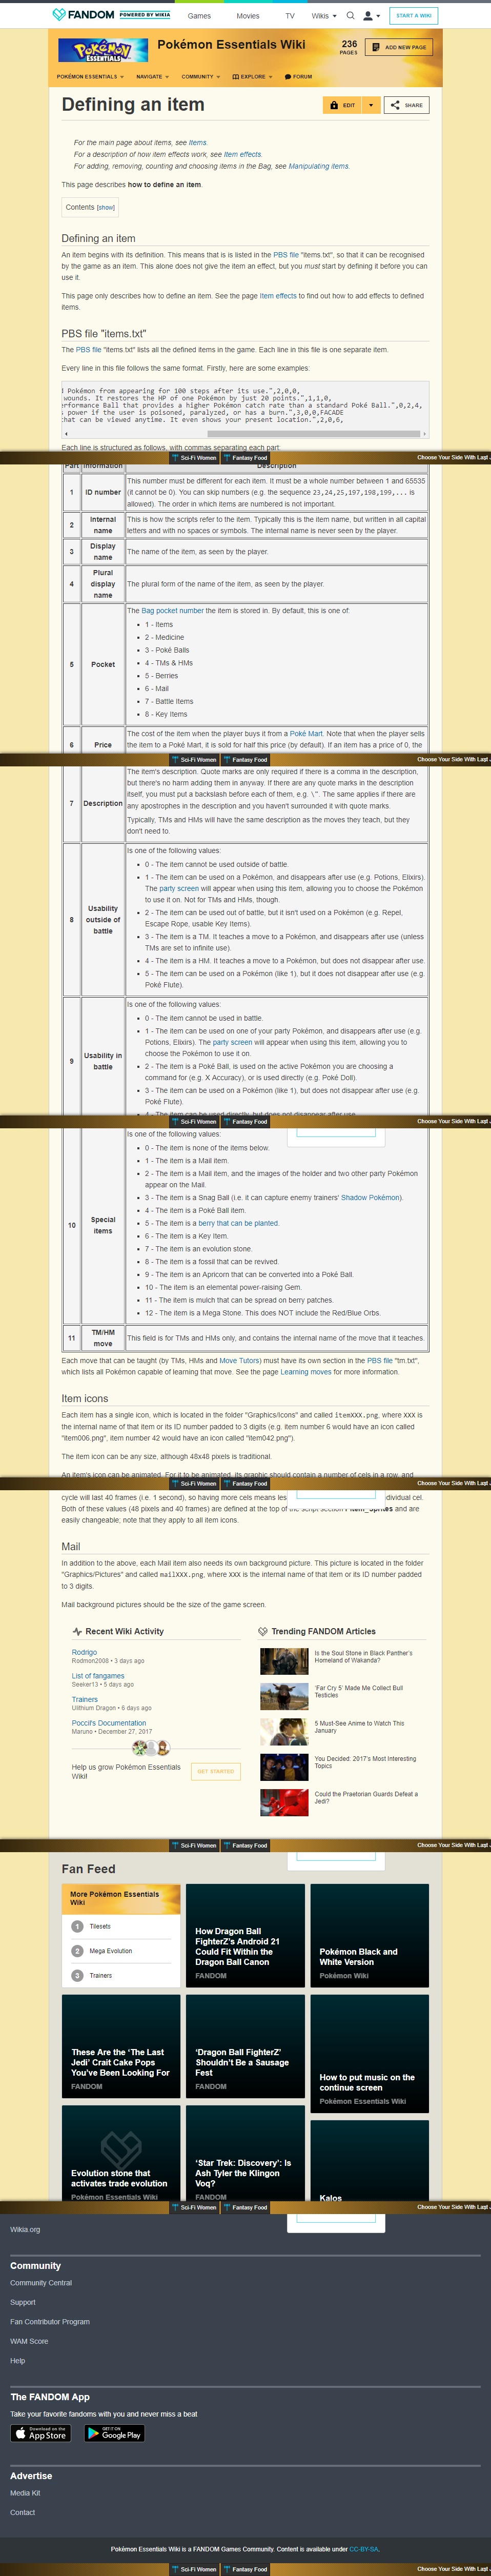 FANDOM POWERED BY WIKIA
Games Movies TV Wikis START A WIKI
Pokémon ESSENTIALS
Pokémon Essentials Wiki
236 PAGES
ADD NEW PAGE
POKÉMON ESSENTIALS NAVIGATE COMMUNITY EXPLORE FORUM
Defining an item
EDIT SHARE
For the main page about items, see Items.
For a description of how item effects work, see Item effects.
For adding, removing, counting and choosing items in the Bag, see Manipulating items.
This page describes how to define an item.
Contents [show]
Defining an item
An item begins with its definition. This means that is is listed in the PBS file "items.txt", so that it can be recognised
by the game as an item. This alone does not give the item an effect, but you must start by defining it before you can
use it.
This page only describes how to define an item. See the page Item effects to find out how to add effects to defined
items.
PBS file "items.txt"
The PBS file "items.txt" lists all the defined items in the game. Each line in this file is one separate item.
Every line in this file follows the same format. Firstly, here are some examples:
d Pokémon from appearing for 100 steps after its use.",2,0,0,
wounds. It restores the HP of one Pokémon by just 20 points.",1,1,0,
erformance Ball that provides a higher Pokémon catch rate than a standard Poké Ball.",0,2,4,
s power if the user is poisoned, paralyzed, or has a burn.",3,0,0,FACADE
that can be viewed anytime. It even shows your present location.",2,0,6,
Each line is structured as follows, with commas separating each part:
Sci-Fi Women Fantasy Food Choose Your Side With Last J
Part Information Description
1 ID number
This number must be different for each item. It must be a whole number between 1 and 65535
(it cannot be 0). You can skip numbers (e.g. the sequence 23,24,25,197,198,199,... is
allowed). The order in which items are numbered is not important.
2 Internal name
This is how the scripts refer to the item. Typically this is the item name, but written in all capital
letters and with no spaces or symbols. The internal name is never seen by the player.
3 Display name
The name of the item, as seen by the player.
4 Plural display name
The plural form of the name of the item, as seen by the player.
5 Pocket
The Bag pocket number the item is stored in. By default, this is one of:
1 - Items
2 - Medicine
3 - Poké Balls
4 - TMs & HMs
5 - Berries
6 - Mail
7 - Battle Items
8 - Key Items
6 Price
The cost of the item when the player buys it from a Poké Mart. Note that when the player sells
the item to a Poké Mart, it is sold for half this price (by default). If an item has a price of 0, the
Sci-Fi Women Fantasy Food Choose Your Side With Last J
7 Description
The item's description. Quote marks are only required if there is a comma in the description,
but there's no harm adding them in anyway. If there are any quote marks in the description
itself, you must put a backslash before each of them, e.g. \". The same applies if there are
any apostrophes in the description and you haven't surrounded it with quote marks.
Typically, TMs and HMs will have the same description as the moves they teach, but they
don't need to.
8 Usability outside of battle
Is one of the following values:
0 - The item cannot be used outside of battle.
1 - The item can be used on a Pokémon, and disappears after use (e.g. Potions, Elixirs).
The party screen will appear when using this item, allowing you to choose the Pokémon
to use it on. Not for TMs and HMs, though.
2 - The item can be used out of battle, but it isn't used on a Pokémon (e.g. Repel,
Escape Rope, usable Key Items).
3 - The item is a TM. It teaches a move to a Pokémon, and disappears after use (unless
TMs are set to infinite use).
4 - The item is a HM. It teaches a move to a Pokémon, but does not disappear after use.
5 - The item can be used on a Pokémon (like 1), but it does not disappear after use (e.g.
Poké Flute).
9 Usability in battle
Is one of the following values:
0 - The item cannot be used in battle.
1 - The item can be used on one of your party Pokémon, and disappears after use (e.g.
Potions, Elixirs). The party screen will appear when using this item, allowing you to
choose the Pokémon to use it on.
2 - The item is a Poké Ball, is used on the active Pokémon you are choosing a
command for (e.g. X Accuracy), or is used directly (e.g. Poké Doll).
3 - The item can be used on a Pokémon (like 1), but does not disappear after use (e.g.
Poké Flute).
4 - The item can be used directly, but does not disappear after use.
Sci-Fi Women Fantasy Food Choose Your Side With Last J
10 Special items
Is one of the following values:
0 - The item is none of the items below.
1 - The item is a Mail item.
2 - The item is a Mail item, and the images of the holder and two other party Pokémon
appear on the Mail.
3 - The item is a Snag Ball (i.e. it can capture enemy trainers' Shadow Pokémon).
4 - The item is a Poké Ball item.
5 - The item is a berry that can be planted.
6 - The item is a Key Item.
7 - The item is an evolution stone.
8 - The item is a fossil that can be revived.
9 - The item is an Apricorn that can be converted into a Poké Ball.
10 - The item is an elemental power-raising Gem.
11 - The item is mulch that can be spread on berry patches.
12 - The item is a Mega Stone. This does NOT include the Red/Blue Orbs.
11 TM/HM move
This field is for TMs and HMs only, and contains the internal name of the move that it teaches.
Each move that can be taught (by TMs, HMs and Move Tutors) must have its own section in the PBS file "tm.txt",
which lists all Pokémon capable of learning that move. See the page Learning moves for more information.
Item icons
Each item has a single icon, which is located in the folder "Graphics/Icons" and called itemXXX.png, where XXX is
the internal name of that item or its ID number padded to 3 digits (e.g. item number 6 would have an icon called
"item006.png", item number 42 would have an icon called "item042.png").
The item icon can be any size, although 48x48 pixels is traditional.
An item's icon can be animated. For it to be animated, its graphic should contain a number of cels in a row, and
Sci-Fi Women Fantasy Food Choose Your Side With Last J
cycle will last 40 frames (i.e. 1 second), so having more cels means les dividual cel.
Both of these values (48 pixels and 40 frames) are defined at the top of the script section PItem_Sprites and are
easily changeable; note that they apply to all item icons.
Mail
In addition to the above, each Mail item also needs its own background picture. This picture is located in the folder
"Graphics/Pictures" and called mailXXX.png, where XXX is the internal name of that item or its ID number padded
to 3 digits.
Mail background pictures should be the size of the game screen.
Recent Wiki Activity
Rodrigo
Rodmon2008 • 3 days ago
List of fangames
Seeker13 • 5 days ago
Trainers
Ulithium Dragon • 6 days ago
Poccil's Documentation
Maruno • December 27, 2017
Help us grow Pokémon Essentials
Wiki!
GET STARTED
Trending FANDOM Articles
Is the Soul Stone in Black Panther's
Homeland of Wakanda?
'Far Cry 5' Made Me Collect Bull
Testicles
5 Must-See Anime to Watch This
January
You Decided: 2017's Most Interesting
Topics
Could the Praetorian Guards Defeat a
Jedi?
Sci-Fi Women Fantasy Food Choose Your Side With Last J
Fan Feed
More Pokémon Essentials
Wiki
1 Tilesets
2 Mega Evolution
3 Trainers
How Dragon Ball
FighterZ's Android 21
Could Fit Within the
Dragon Ball Canon
FANDOM
Pokémon Black and
White Version
Pokémon Wiki
These Are the 'The Last
Jedi' Crait Cake Pops
You've Been Looking For
FANDOM
'Dragon Ball FighterZ'
Shouldn't Be a Sausage
Fest
FANDOM
How to put music on the
continue screen
Pokémon Essentials Wiki
Evolution stone that
activates trade evolution
Pokémon Essentials Wiki
'Star Trek: Discovery': Is
Ash Tyler the Klingon
Voq?
FANDOM
Kalos
Sci-Fi Women Fantasy Food Choose Your Side With Last J
Wikia.org
Community
Community Central
Support
Fan Contributor Program
WAM Score
Help
The FANDOM App
Take your favorite fandoms with you and never miss a beat
Download on the App Store
GET IT ON Google Play
Advertise
Media Kit
Contact
Pokémon Essentials Wiki is a FANDOM Games Community. Content is available under CC-BY-SA.
Sci-Fi Women Fantasy Food Choose Your Side With Last J